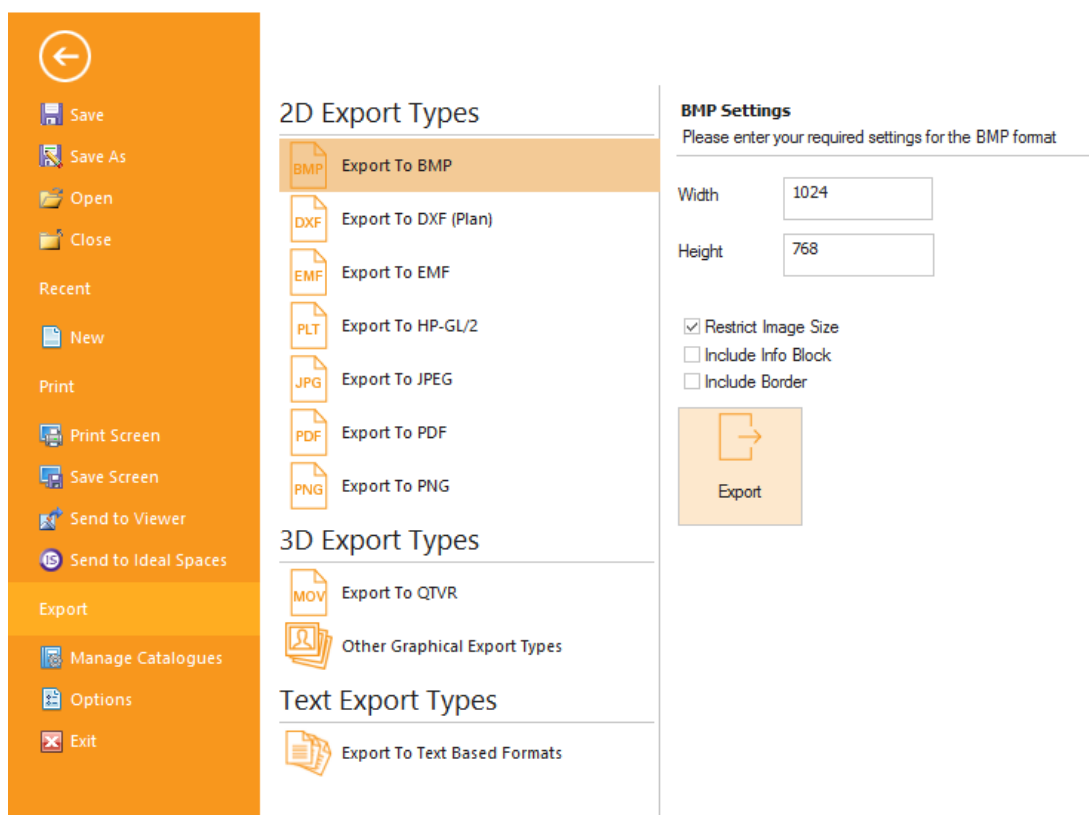 Save
Save As
Open
Close
Recent
New
Print
Print Screen
Save Screen
Send to Viewer
IS
Send to Ideal Spaces
Export
Manage Catalogues
Options
Exit
2D Export Types
BMP Export To BMP
DXF Export To DXF (Plan)
EMF Export To EMF
PLT Export To HP-GL/2
JPG Export To JPEG
PDF Export To PDF
PNG Export To PNG
3D Export Types
MOV Export To QTVR
Other Graphical Export Types
Text Export Types
Export To Text Based Formats
BMP Settings
Please enter your required settings for the BMP format
Width 1024
Height 768
Restrict Image Size
Include Info Block
Include Border
Export